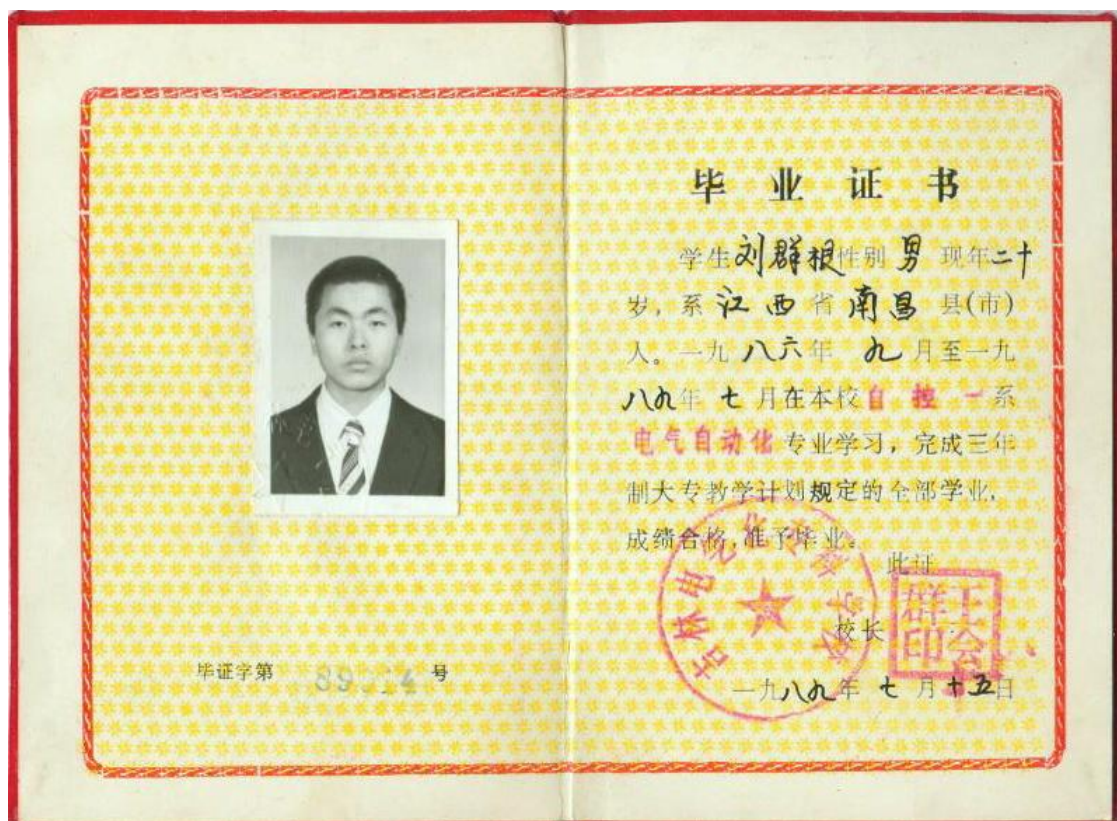 毕证字第 号
毕业证书
学生刘群根性别 男 现年二十
岁，系 江西 省 南昌 县(市)
人。一九八六年 九 月至一九
八九年 七 月在本校自控一系
电气自动化专业学习，完成三年
制大专教学计划规定的全部学业，
成绩合格，准予毕业。
此证
校长
王会群印
一九八九年 七 月十五日